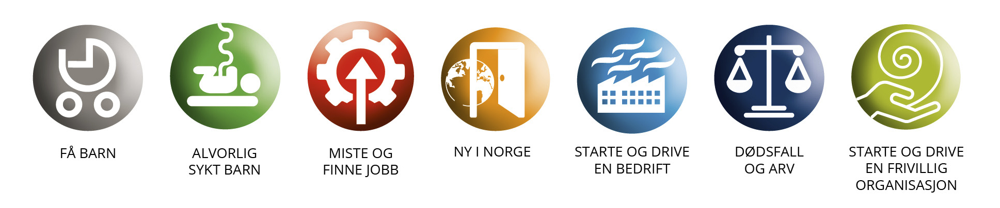 FÅ BARN
ALVORLIG
SYKT BARN
MISTE OG
FINNE JOBB
NY I NORGE
STARTE OG DRIVE
EN BEDRIFT
DØDSFALL
OG ARV
STARTE OG DRIVE
EN FRIVILLIG
ORGANISASJON